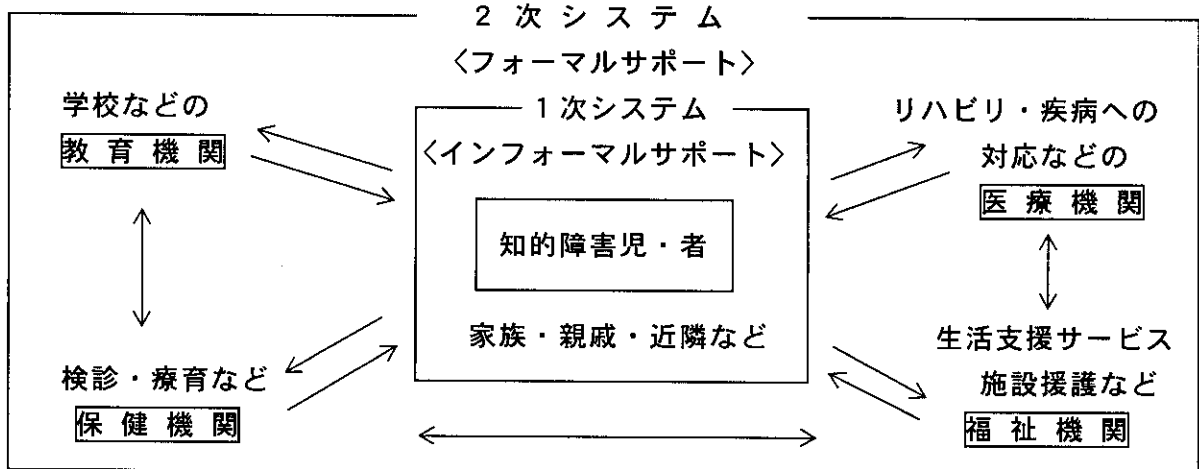 2次システム
〈フォーマルサポート〉
学校などの
教育機関
1次システム
〈インフォーマルサポート〉
リハビリ・疾病への
対応などの
医療機関
知的障害児・者
家族・親戚・近隣など
検診・療育など
保健機関
生活支援サービス
施設援護など
福祉機関